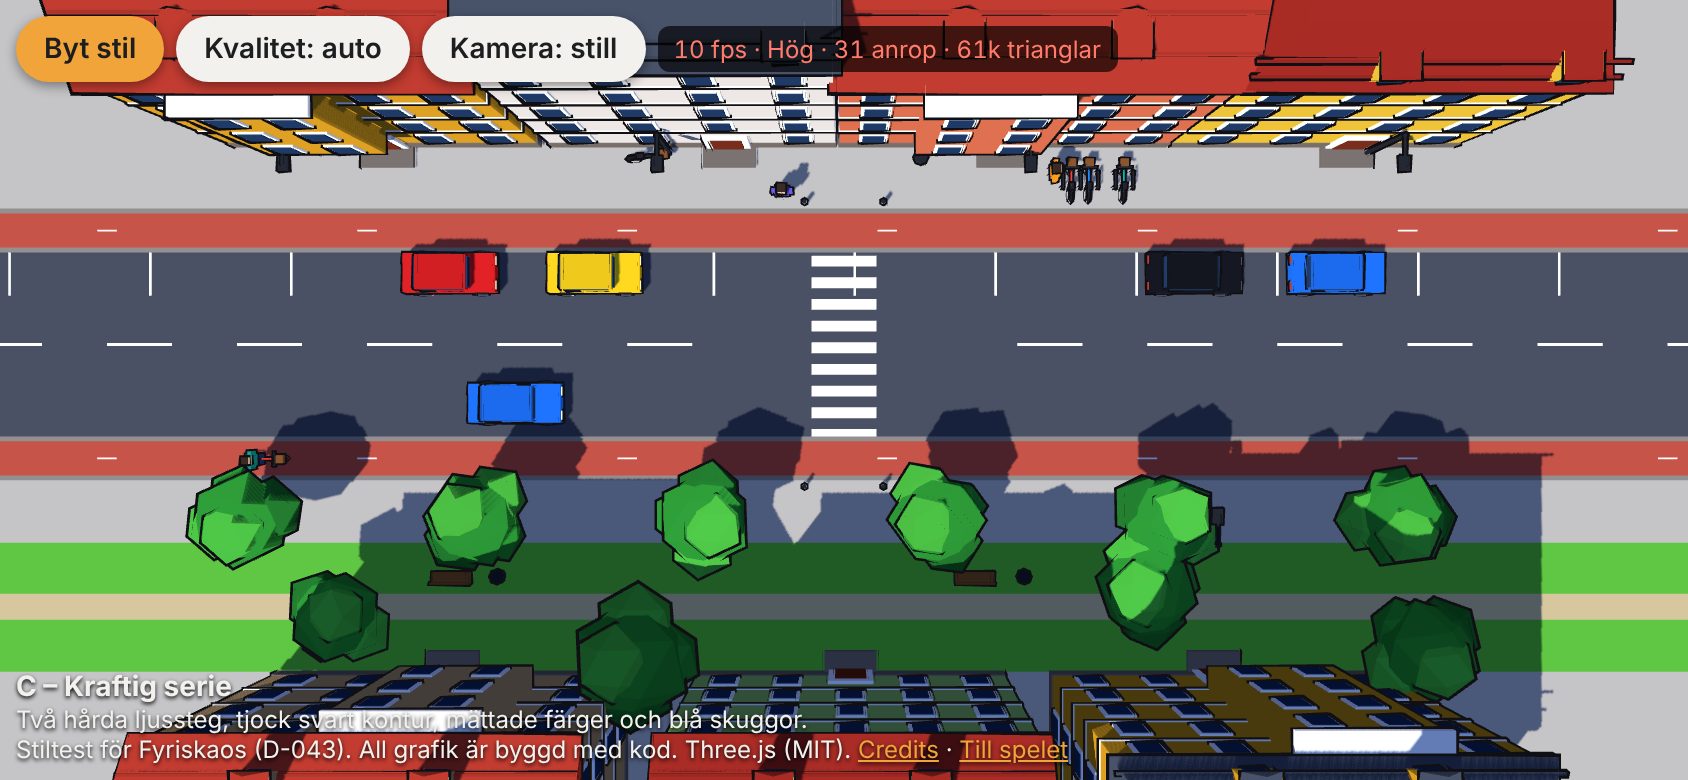 Byt stil
Kvalitet: auto
Kamera: still
10 fps · Hög · 31 anrop · 61k trianglar
C – Kraftig serie
Två hårda ljussteg, tjock svart kontur, mättade färger och blå skuggor.
Stiltest för Fyriskaos (D-043). All grafik är byggd med kod. Three.js (MIT). Credits · Till spelet